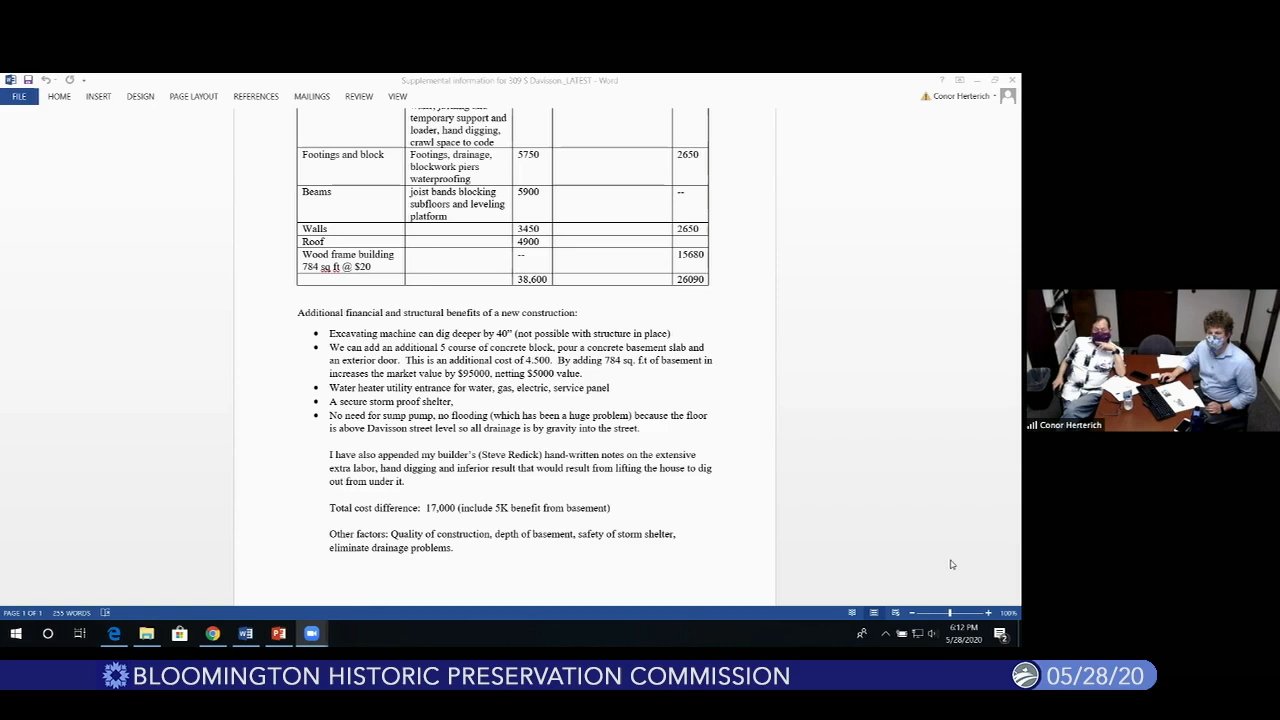 Supplemental information for 309 S Davisson_LATEST - Word
FILE HOME INSERT DESIGN PAGE LAYOUT REFERENCES MAILINGS REVIEW VIEW
Conor Herterich
temporary support and
loader, hand digging,
crawl space to code
Footings and block Footings, drainage, 5750 2650
blockwork piers
waterproofing
Beams joist bands blocking 5900 --
subfloors and leveling
platform
Walls 3450 2650
Roof 4900
Wood frame building -- 15680
784 sq ft @ $20
38,600 26090
Additional financial and structural benefits of a new construction:
• Excavating machine can dig deeper by 40” (not possible with structure in place)
• We can add an additional 5 course of concrete block, pour a concrete basement slab and
an exterior door. This is an additional cost of 4.500. By adding 784 sq. f.t of basement in
increases the market value by $95000, netting $5000 value.
• Water heater utility entrance for water, gas, electric, service panel
• A secure storm proof shelter,
• No need for sump pump, no flooding (which has been a huge problem) because the floor
is above Davisson street level so all drainage is by gravity into the street.
I have also appended my builder’s (Steve Redick) hand-written notes on the extensive
extra labor, hand digging and inferior result that would result from lifting the house to dig
out from under it.
Total cost difference: 17,000 (include 5K benefit from basement)
Other factors: Quality of construction, depth of basement, safety of storm shelter,
eliminate drainage problems.
Conor Herterich
PAGE 1 OF 1 255 WORDS 100%
6:12 PM
5/28/2020
2
BLOOMINGTON HISTORIC PRESERVATION COMMISSION 05/28/20